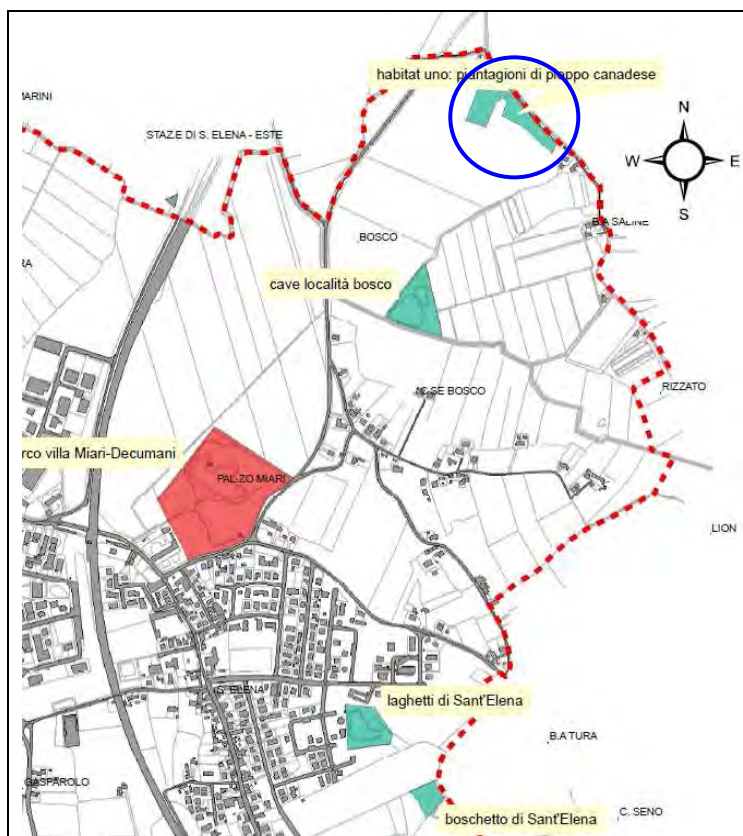 habitat uno: piantagioni di pioppo canadese
MARINI
STAZ.E DI S. ELENA - ESTE
N
W
E
S
B.A SALINE
BOSCO
RA
cave località bosco
C.SE BOSCO
RIZZATO
rco villa Miari-Decumani
PAL.ZO MIARI
LION
S. ELENA
laghetti di Sant'Elena
B.A TURA
GASPAROLO
boschetto di Sant'Elena
C. SENO